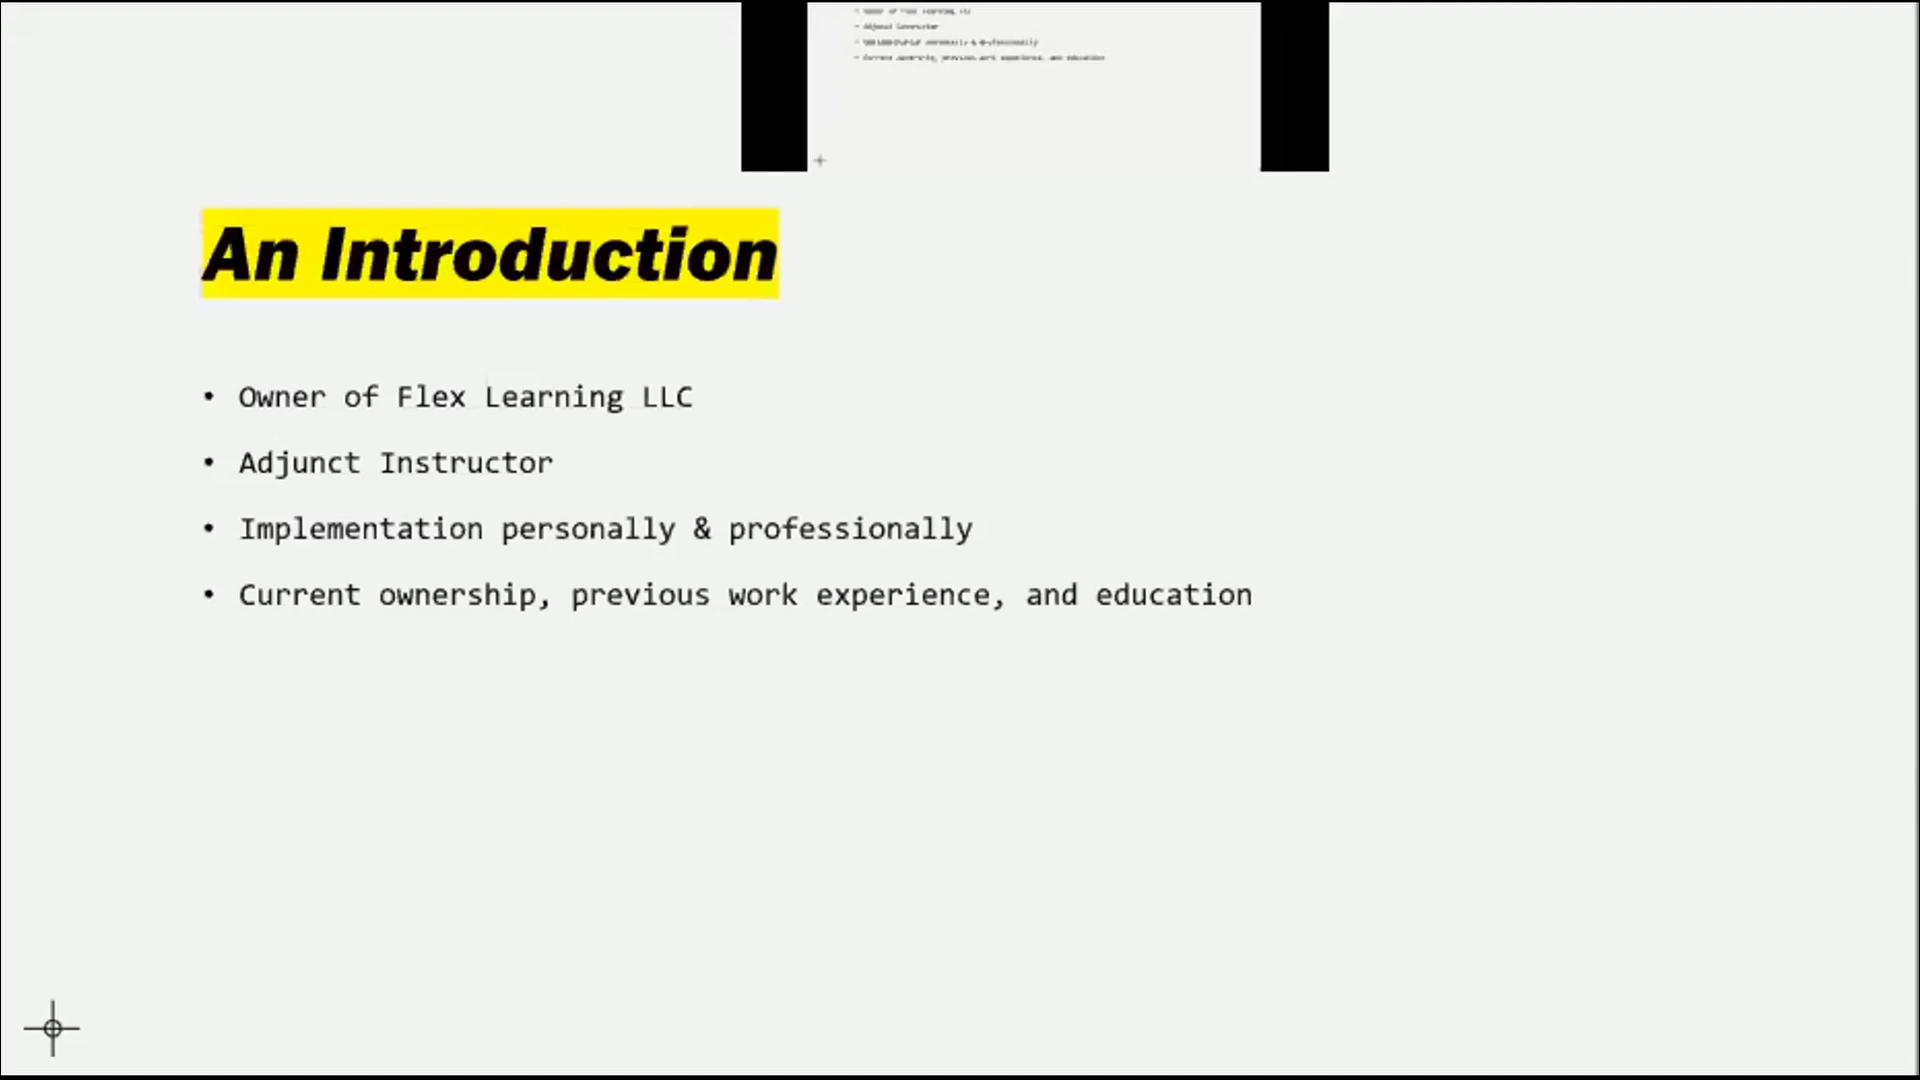 An Introduction
• Owner of Flex Learning LLC
• Adjunct Instructor
• Implementation personally & professionally
• Current ownership, previous work experience, and education